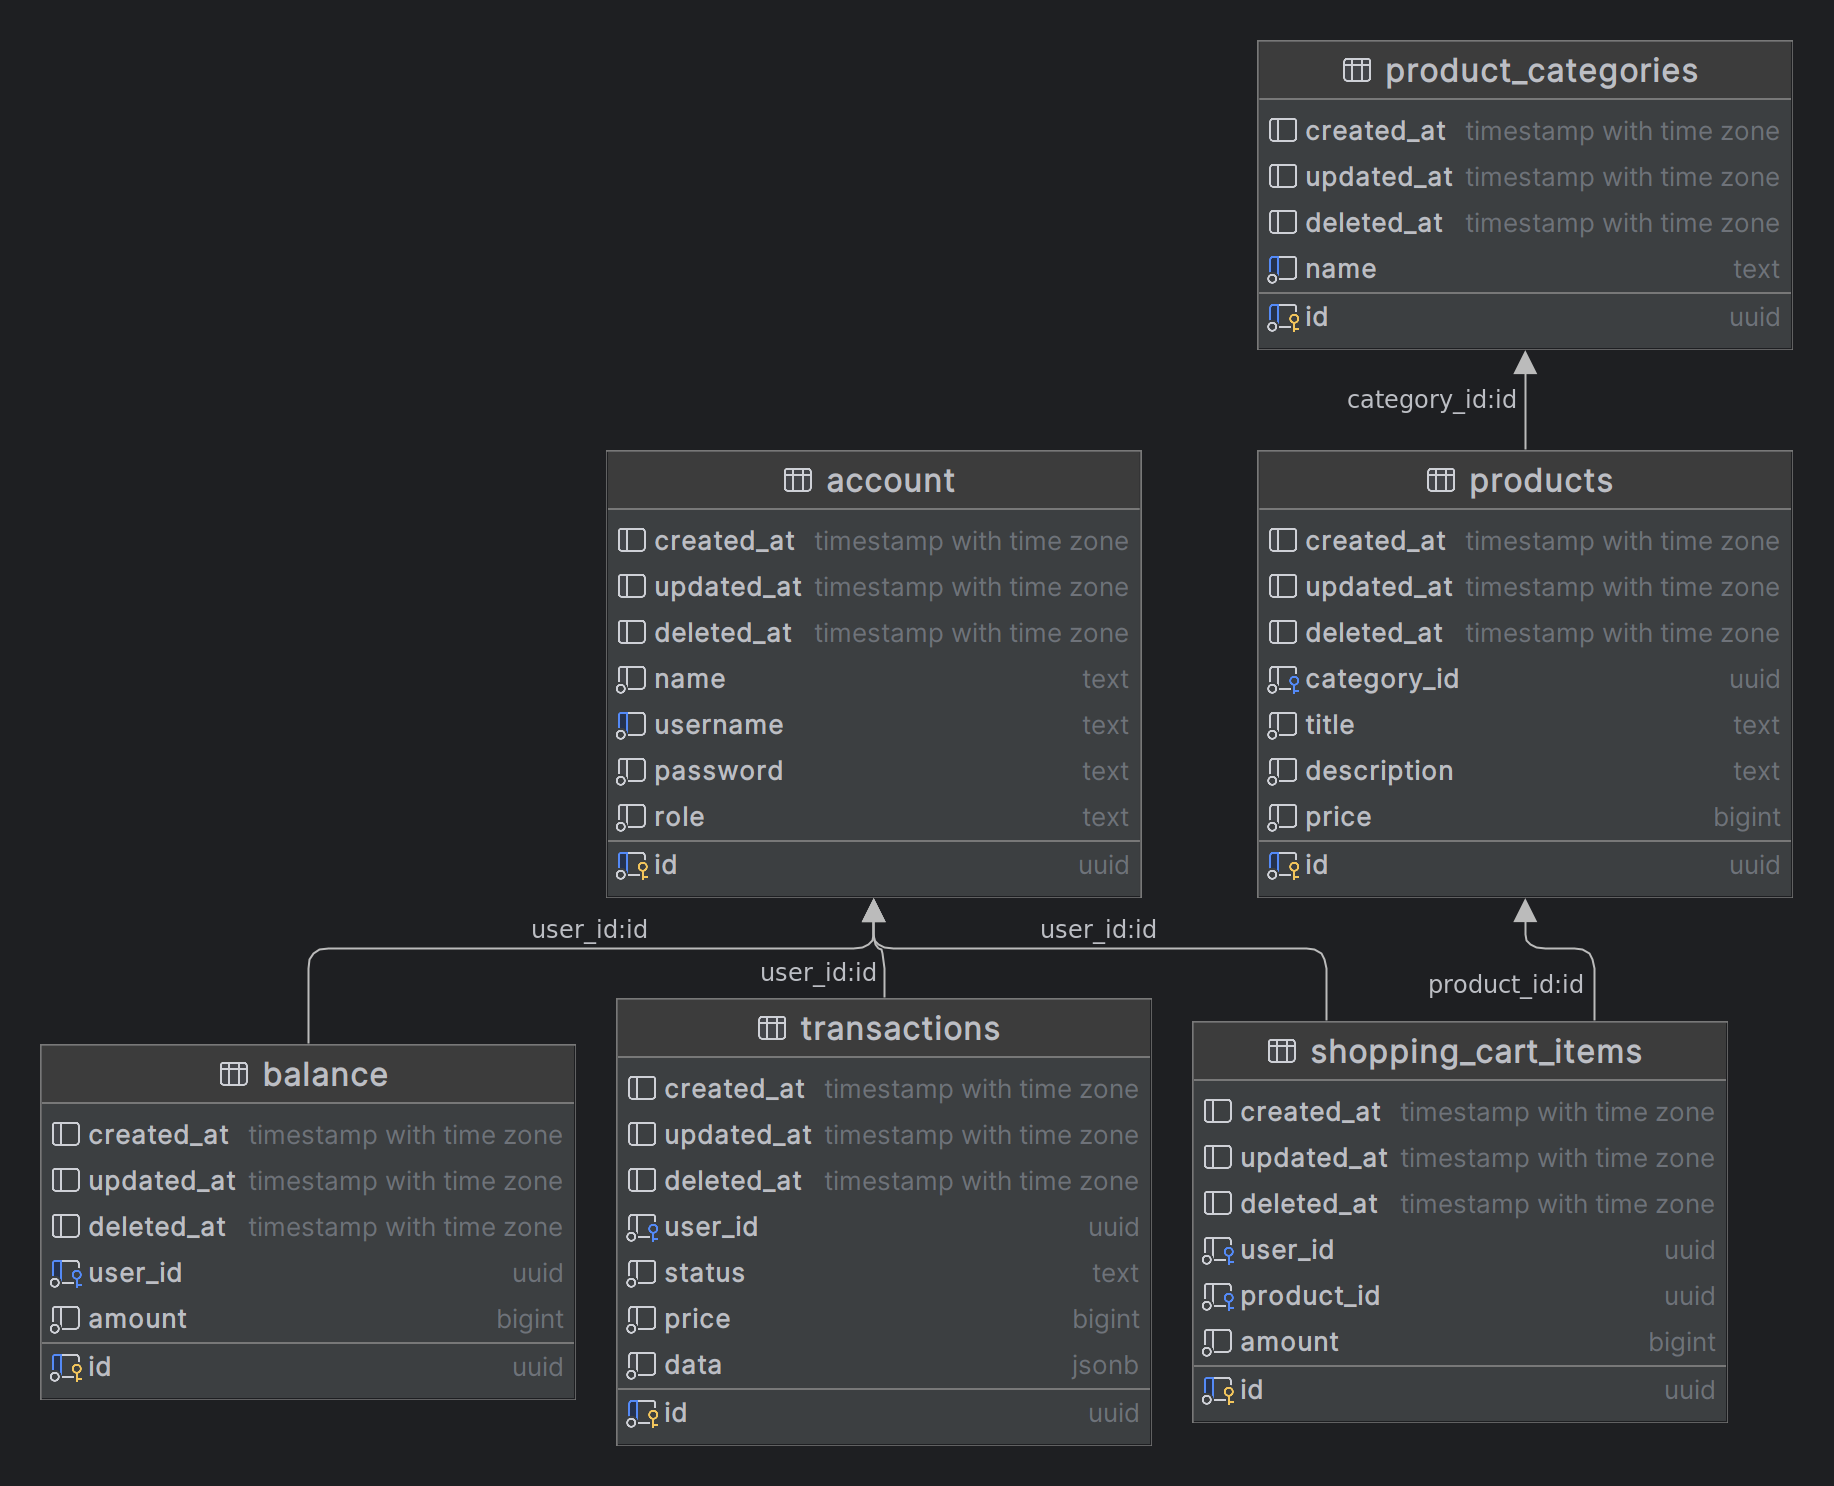 product_categories
created_at timestamp with time zone
updated_at timestamp with time zone
deleted_at timestamp with time zone
name text
id uuid
category_id:id
account
created_at timestamp with time zone
updated_at timestamp with time zone
deleted_at timestamp with time zone
name text
username text
password text
role text
id uuid
products
created_at timestamp with time zone
updated_at timestamp with time zone
deleted_at timestamp with time zone
category_id uuid
title text
description text
price bigint
id uuid
user_id:id
user_id:id
user_id:id
product_id:id
balance
created_at timestamp with time zone
updated_at timestamp with time zone
deleted_at timestamp with time zone
user_id uuid
amount bigint
id uuid
transactions
created_at timestamp with time zone
updated_at timestamp with time zone
deleted_at timestamp with time zone
user_id uuid
status text
price bigint
data jsonb
id uuid
shopping_cart_items
created_at timestamp with time zone
updated_at timestamp with time zone
deleted_at timestamp with time zone
user_id uuid
product_id uuid
amount bigint
id uuid